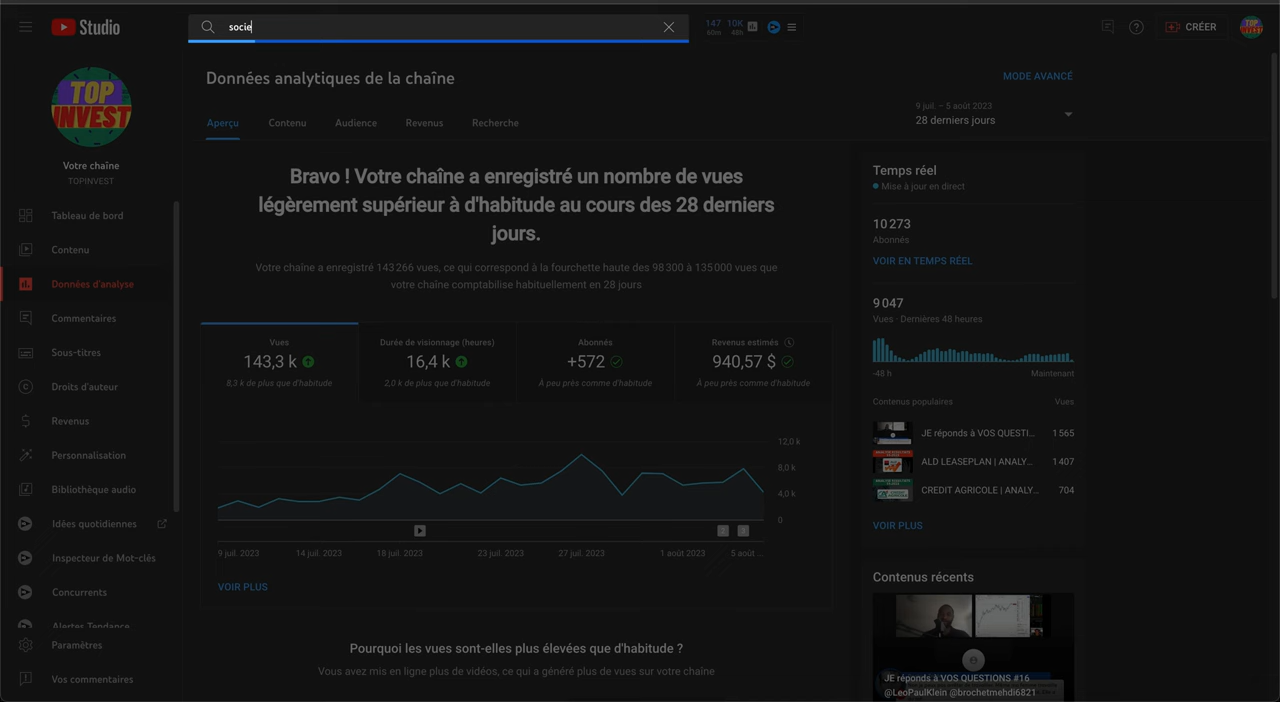 Studio
socie
147
60m
10K
48h
CRÉER
TOP
INVEST
TOP
INVEST
Votre chaîne
TOPINVEST
Tableau de bord
Contenu
Données d'analyse
Commentaires
Sous-titres
Droits d'auteur
Revenus
Personnalisation
Bibliothèque audio
Idées quotidiennes
Inspecteur de Mot-clés
Concurrents
Alertes Tendance
Paramètres
Vos commentaires
Données analytiques de la chaîne
MODE AVANCÉ
Aperçu
Contenu
Audience
Revenus
Recherche
9 juil. – 5 août 2023
28 derniers jours
Bravo ! Votre chaîne a enregistré un nombre de vues
légèrement supérieur à d'habitude au cours des 28 derniers
jours.
Votre chaîne a enregistré 143 266 vues, ce qui correspond à la fourchette haute des 98 300 à 135 000 vues que
votre chaîne comptabilise habituellement en 28 jours
Vues
143,3 k
8,3 k de plus que d'habitude
Durée de visionnage (heures)
16,4 k
2,0 k de plus que d'habitude
Abonnés
+572
À peu près comme d'habitude
Revenus estimés
940,57 $
À peu près comme d'habitude
12,0 k
8,0 k
4,0 k
0
9 juil. 2023
14 juil. 2023
18 juil. 2023
23 juil. 2023
27 juil. 2023
1 août 2023
5 août ...
VOIR PLUS
Pourquoi les vues sont-elles plus élevées que d'habitude ?
Vous avez mis en ligne plus de vidéos, ce qui a généré plus de vues sur votre chaîne
Temps réel
Mise à jour en direct
10 273
Abonnés
VOIR EN TEMPS RÉEL
9 047
Vues · Dernières 48 heures
-48 h
Maintenant
Contenus populaires
Vues
JE réponds à VOS QUESTI...
1 565
ALD LEASEPLAN | ANALY...
1 407
CREDIT AGRICOLE | ANALY...
704
VOIR PLUS
Contenus récents
JE réponds à VOS QUESTIONS #16
@LeoPaulKlein @brochetmehdi6821